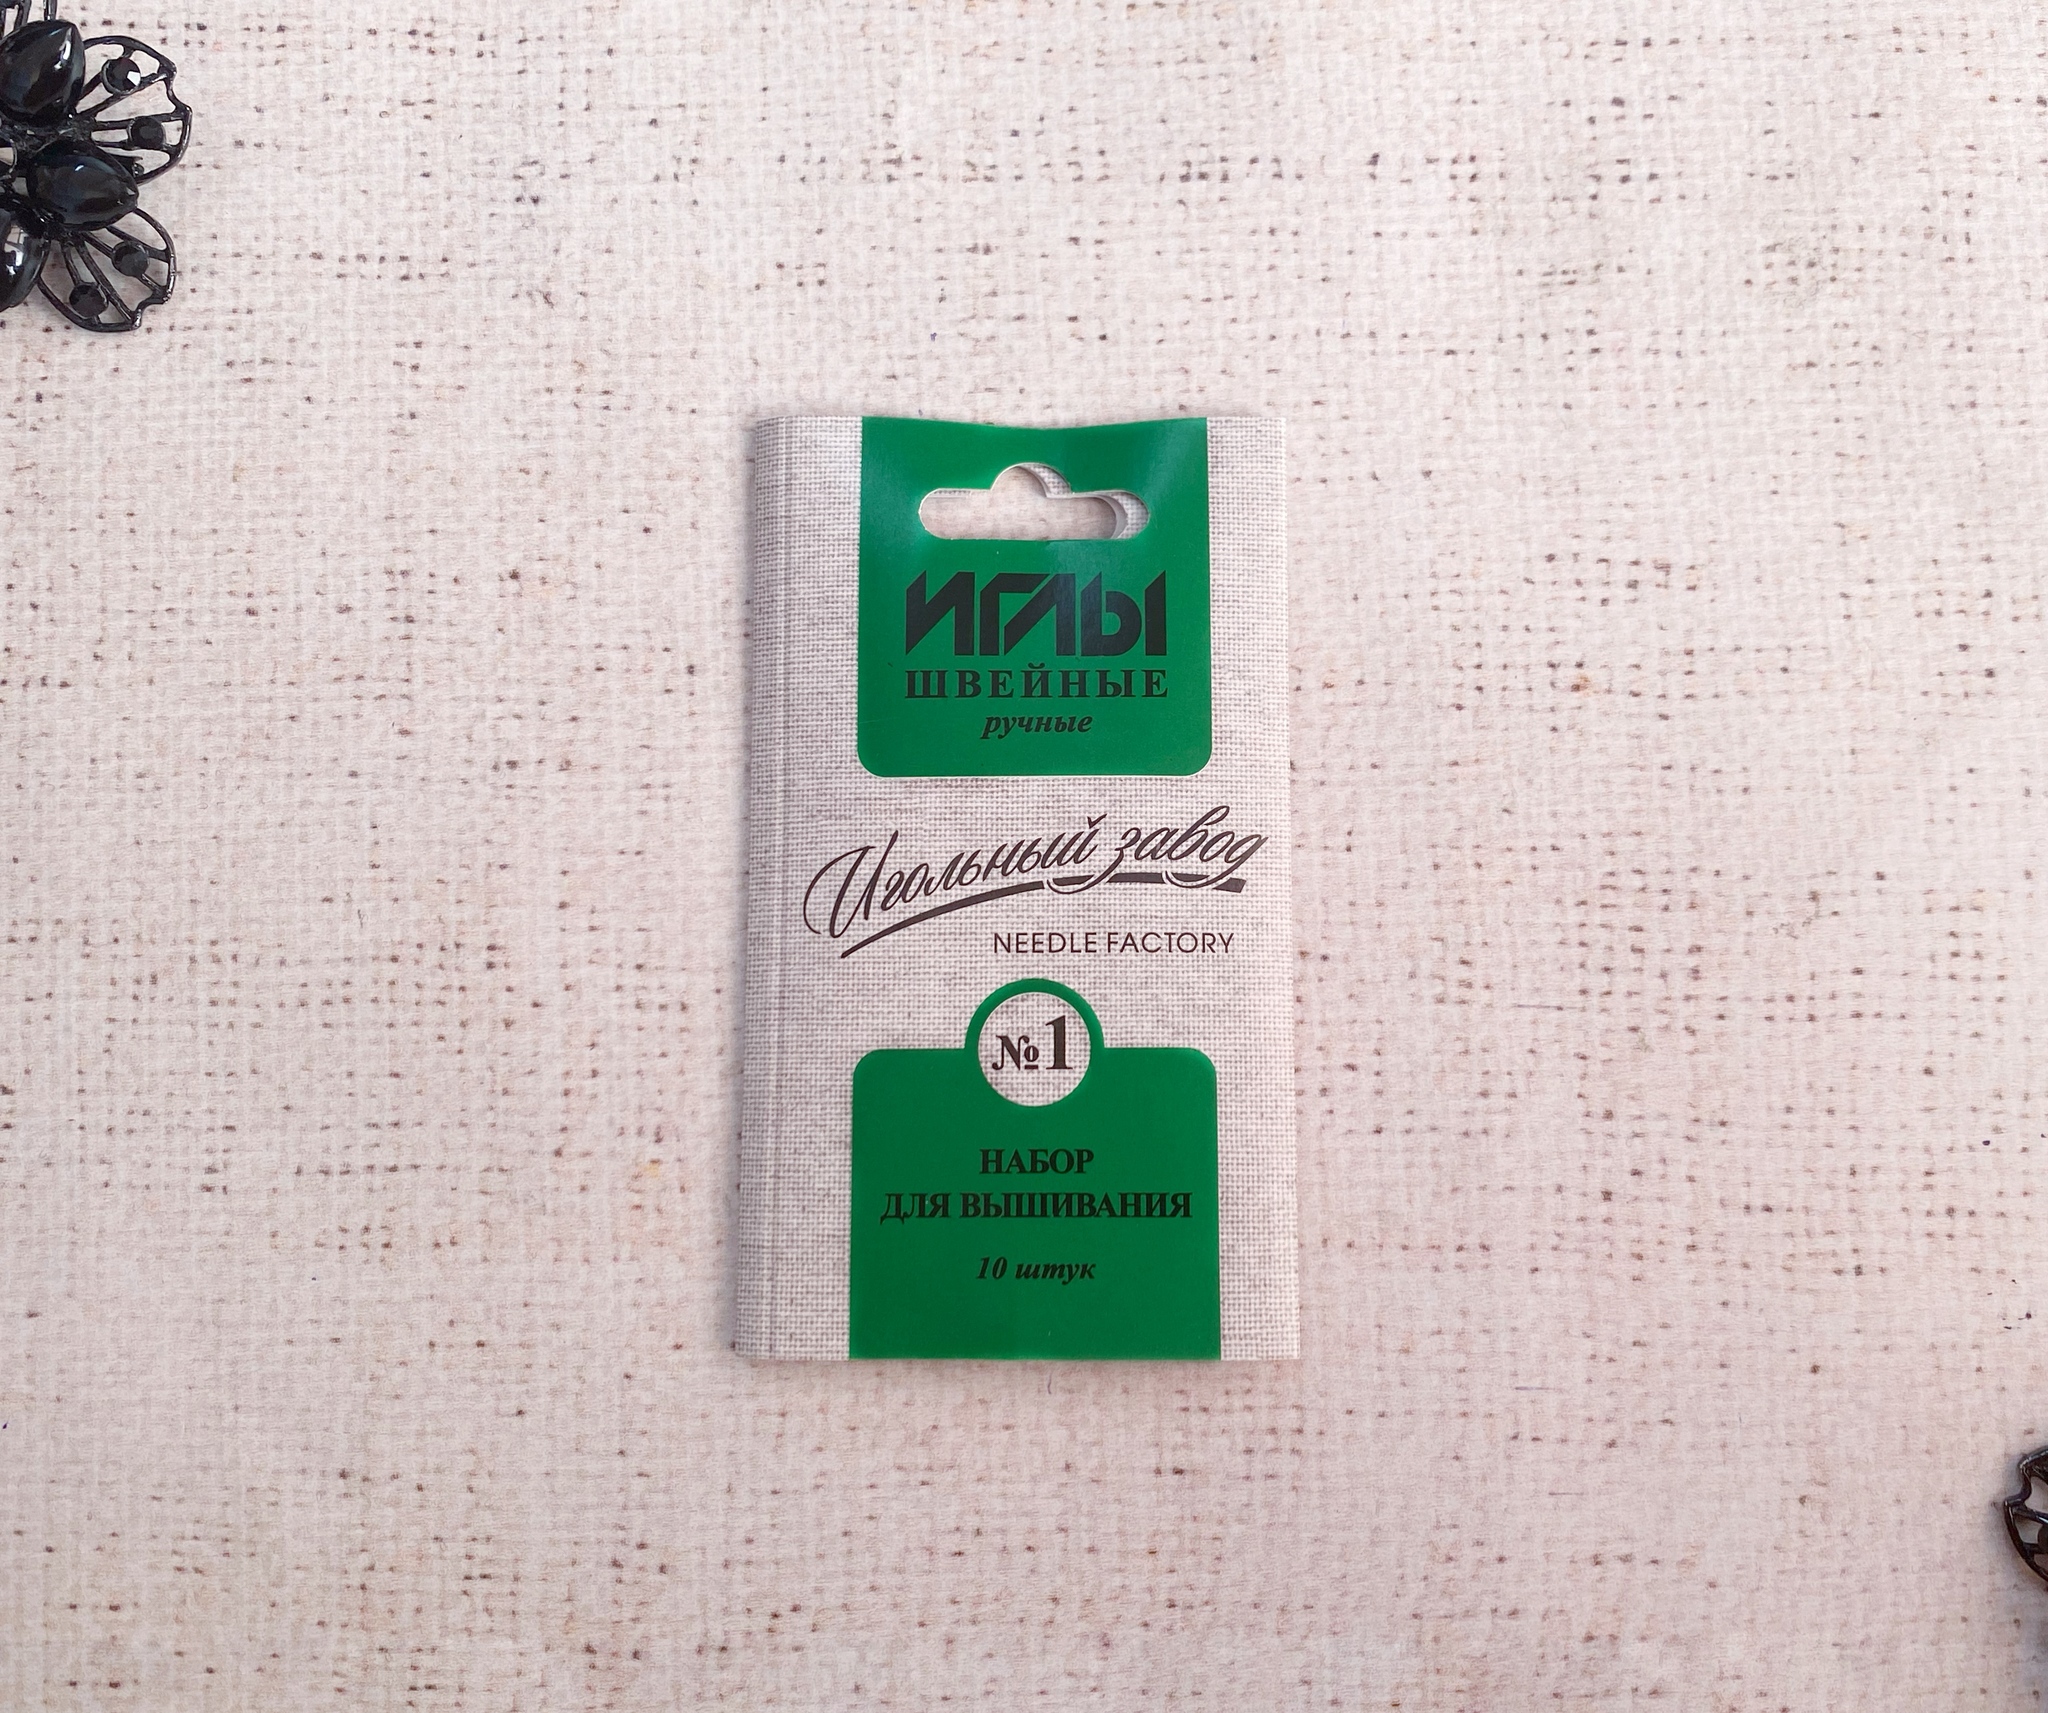 ИГЛЫ
ШВЕЙНЫЕ
ручные
Игольный завод
NEEDLE FACTORY
№1
НАБОР
ДЛЯ ВЫШИВАНИЯ
10 штук